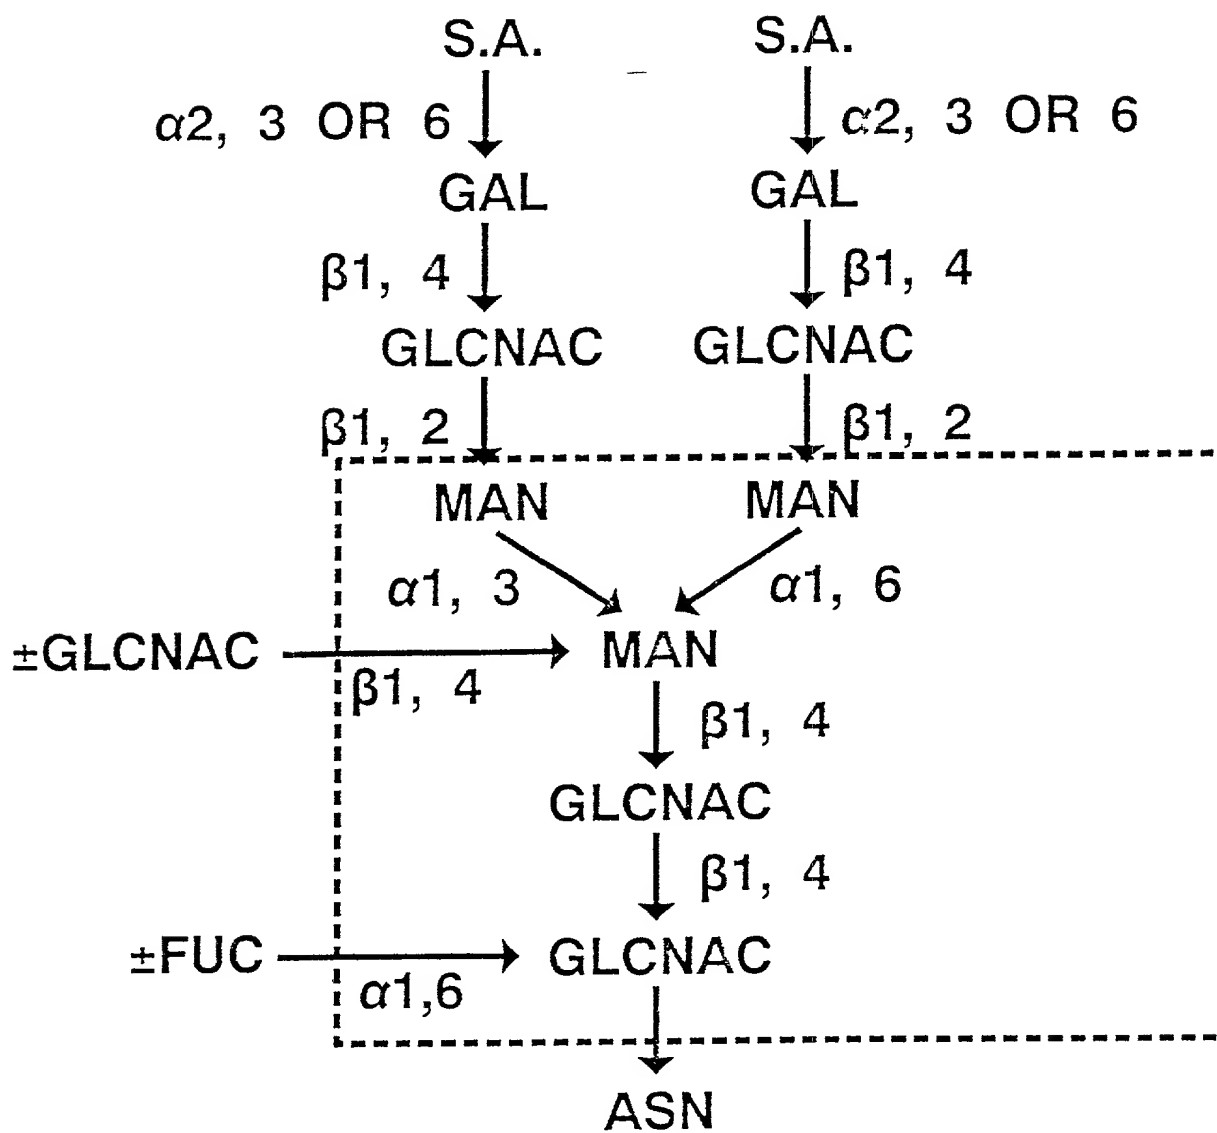 S.A. S.A.
α2, 3 OR 6 α2, 3 OR 6
GAL GAL
β1, 4 β1, 4
GLCNAC GLCNAC
β1, 2 β1, 2
MAN MAN
α1, 3 α1, 6
±GLCNAC MAN
β1, 4
β1, 4
GLCNAC
β1, 4
±FUC GLCNAC
α1,6
ASN